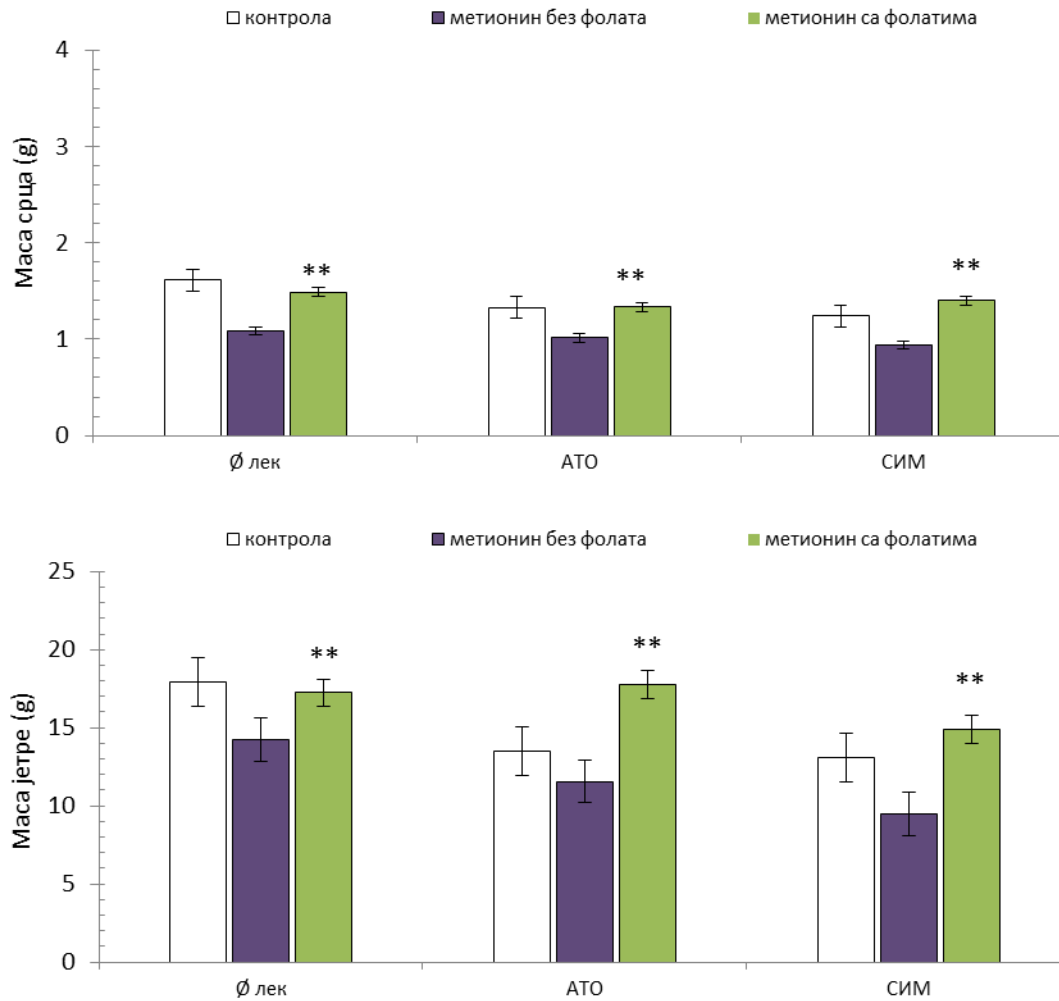 контрола метионин без фолата метионин са фолатима
4
3
2
1
0
Маса срца (g)
** ** **
Ø лек АТО СИМ
контрола метионин без фолата метионин са фолатима
25
20
15
10
5
0
Маса јетре (g)
** ** **
Ø лек АТО СИМ